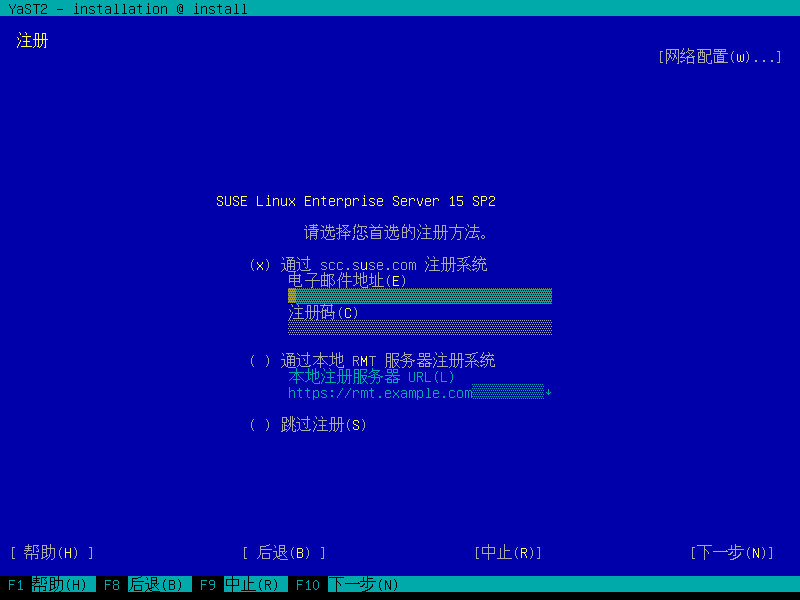 YaST2 - installation @ install
注册
[网络配置(w)...]
SUSE Linux Enterprise Server 15 SP2
请选择您首选的注册方法。
(x) 通过 scc.suse.com 注册系统
电子邮件地址(E)
注册码(C)
( ) 通过本地 RMT 服务器注册系统
本地注册服务器 URL(L)
https://rmt.example.com
( ) 跳过注册(S)
[ 帮助(H) ] [ 后退(B) ] [中止(R)] [下一步(N)]
F1 帮助(H) F8 后退(B) F9 中止(R) F10 下一步(N)